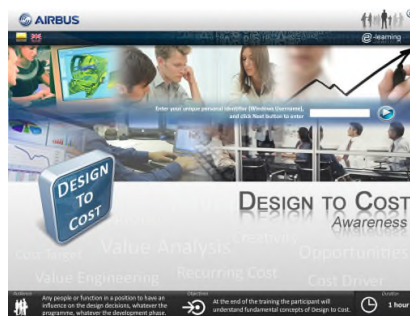 AIRBUS
@-learning
Enter your unique personal identifier (Windows Username),
and click Next button to enter
DESIGN
TO
COST
DESIGN TO COST
Awareness
Creativity
Cost Target
Value Analysis
Opportunities
Value Engineering
Recurring Cost
Cost Driver
Audience
Any people or function in a position to have an
influence on the design decisions, whatever the
programme, whatever the development phase.
Objectives
At the end of the training the participant will
understand fundamental concepts of Design to Cost.
Duration
1 hour